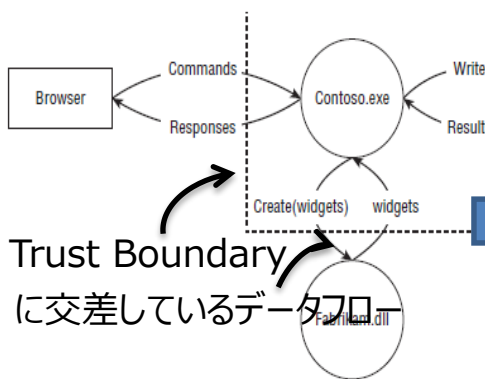 Commands
Write
Browser
Contoso.exe
Responses
Result
Create(widgets)
widgets
Trust Boundary
に交差しているデータフロー
Fabrikam.dll